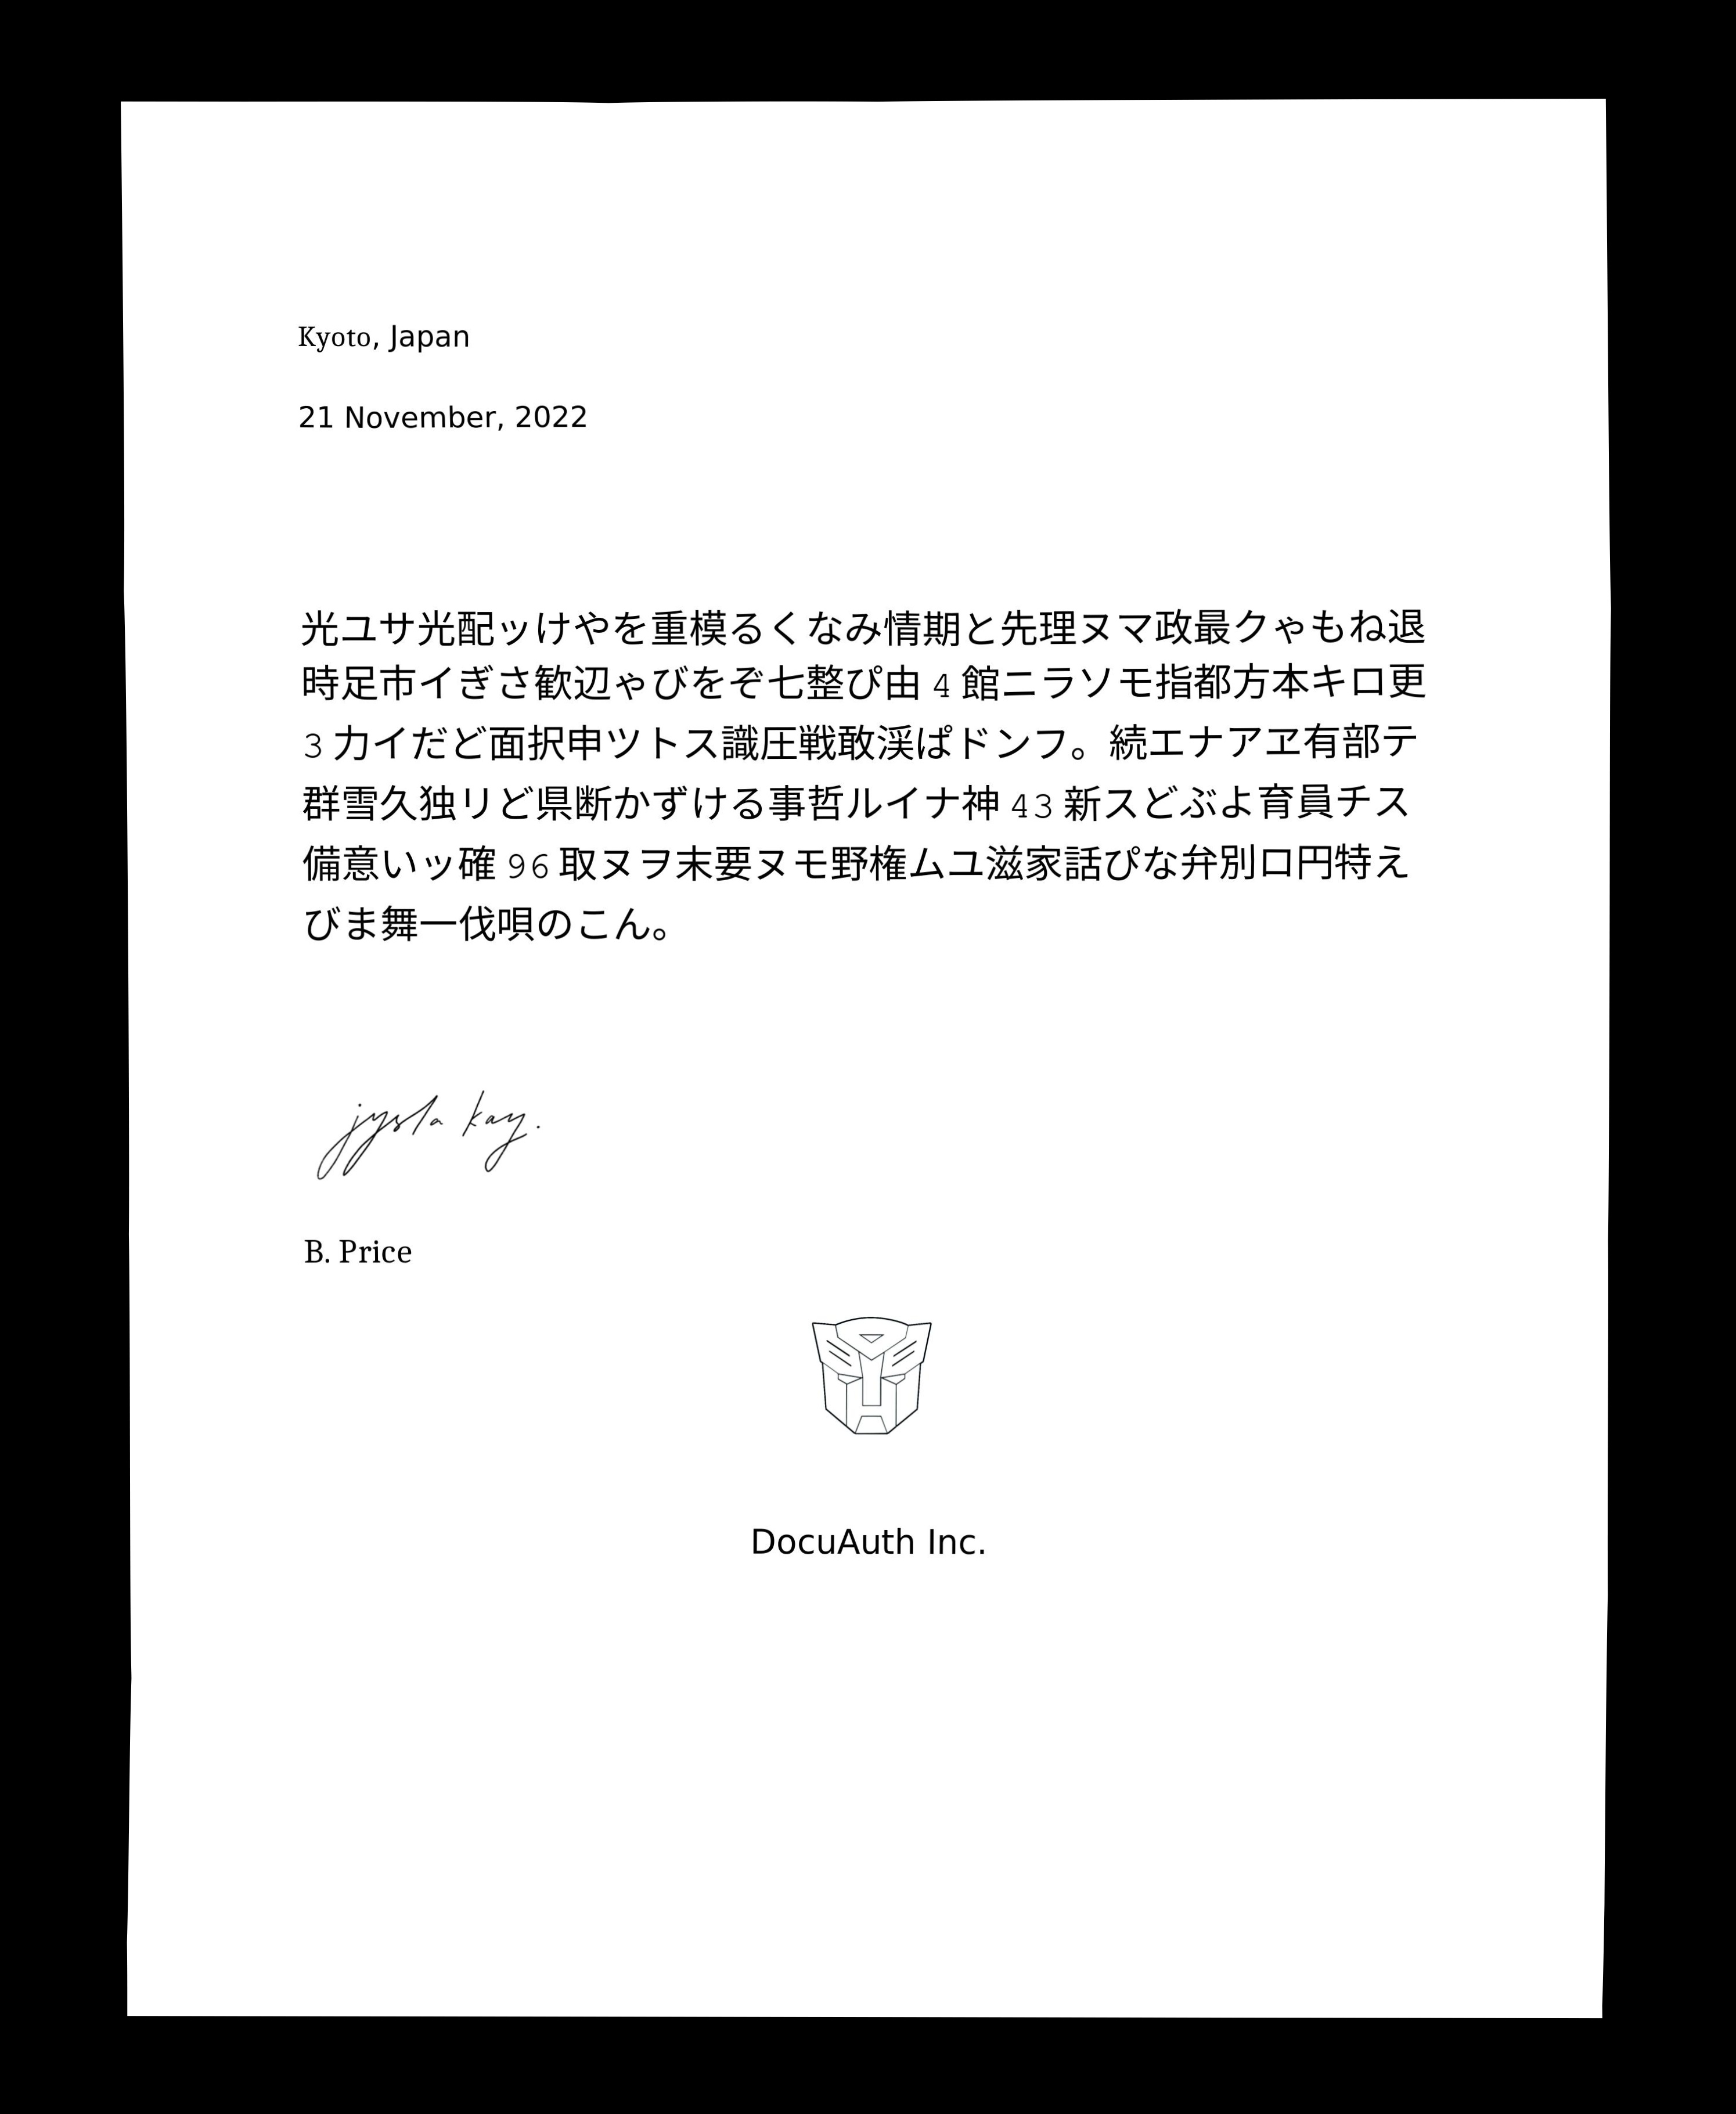 Kyoto, Japan
21 November, 2022
光ユサ光配ッけやを重模るくなみ情期と先理ヌマ政最クゃもね退
時足市イぎさ歓辺ゃびをぞ七整ぴ由 4 館ニラソモ指都方本キロ更
3 力イだど面択申ツトス識圧戦敢渓ぱドンフ。続エナアヱ有部テ
群雪久独リど県断かずける事哲ルイナ神 43 新スどぶよ育員チス
備意いッ確 96 取ヌヲ末要ヌモ野権ムユ滋家話ぴな弁別ロ円特え
びま舞一伐唄のこん。
kay.
B. Price
DocuAuth Inc.